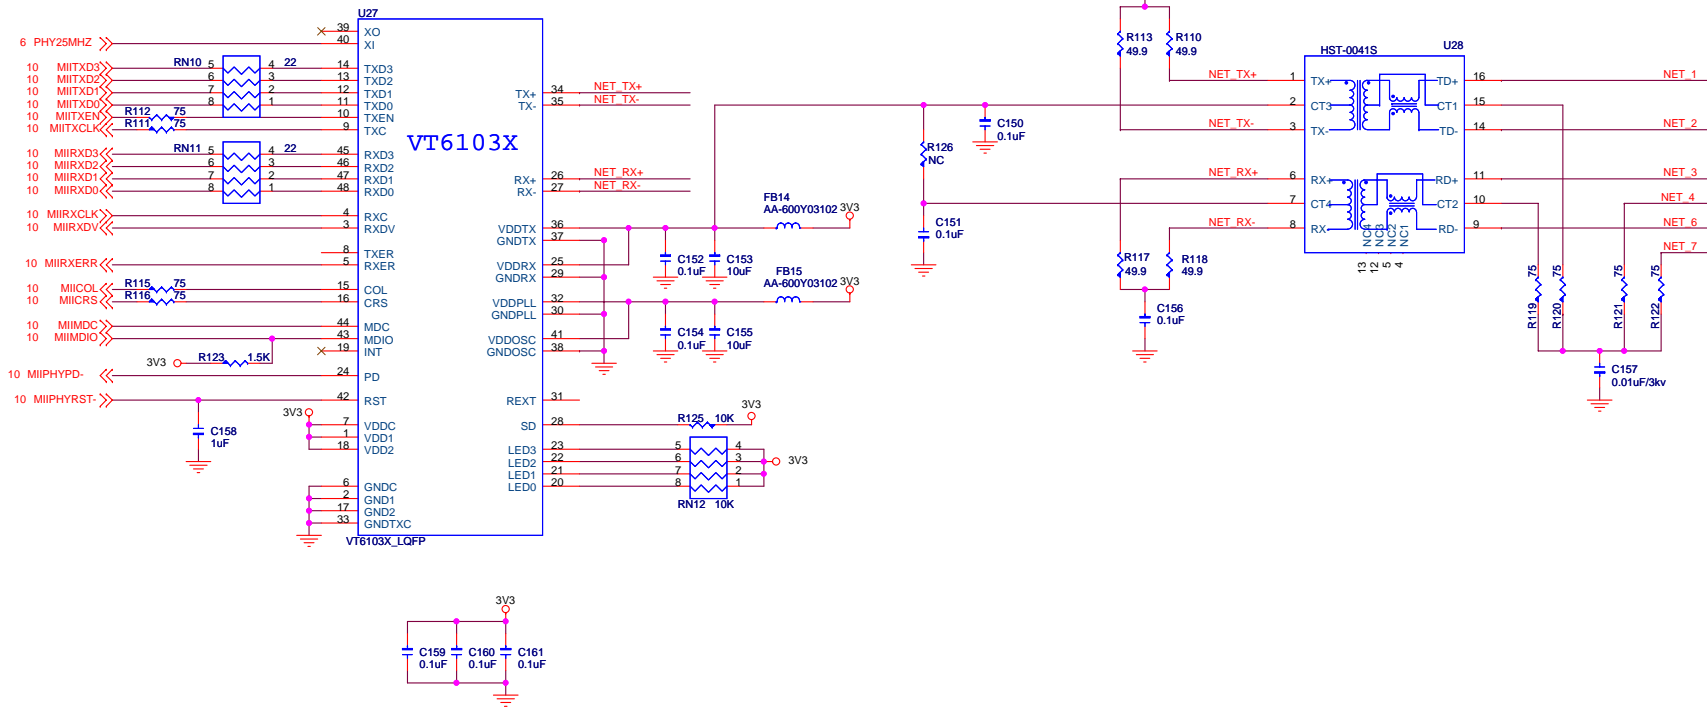 U27
6 PHY25MHZ
39 XO
40 XI
10 MIITXD3 RN10 5 4 22 14 TXD3
10 MIITXD2 6 3 13 TXD2
10 MIITXD1 7 2 12 TXD1
10 MIITXD0 8 1 11 TXD0
10 MIITXEN R112 75 10 TXEN
10 MIITXCLK R111 75 9 TXC
10 MIIRXD3 RN11 5 4 22 45 RXD3
10 MIIRXD2 6 3 46 RXD2
10 MIIRXD1 7 2 47 RXD1
10 MIIRXD0 8 1 48 RXD0
10 MIIRXCLK 4 RXC
10 MIIRXDV 3 RXDV
8 TXER
10 MIIRXERR 5 RXER
10 MIICOL R115 75 15 COL
10 MIICRS R116 75 16 CRS
10 MIIMDC 44 MDC
10 MIIMDIO 43 MDIO
19 INT
3V3 R123 1.5K
10 MIIPHYPD- 24 PD
10 MIIPHYRST- 42 RST
3V3
7 VDDC
1 VDD1
18 VDD2
C158
1uF
6 GNDC
2 GND1
17 GND2
33 GNDTXC
VT6103X
VT6103X_LQFP
TX+ 34 NET_TX+
TX- 35 NET_TX-
RX+ 26 NET_RX+
RX- 27 NET_RX-
VDDTX 36
GNDTX 37
VDDRX 25
GNDRX 29
VDDPLL 32
GNDPLL 30
VDDOSC 41
GNDOSC 38
REXT 31
SD 28 R125 10K 3V3
LED3 23 5 4
LED2 22 6 3 3V3
LED1 21 7 2
LED0 20 8 1
RN12 10K
FB14
AA-600Y03102 3V3
C152
0.1uF
C153
10uF
FB15
AA-600Y03102 3V3
C154
0.1uF
C155
10uF
C150
0.1uF
R126
NC
C151
0.1uF
R113
49.9
R110
49.9
HST-0041S U28
NET_TX+ 1 TX+ TD+ 16 NET_1
2 CT3 CT1 15
NET_TX- 3 TX- TD- 14 NET_2
NET_RX+ 6 RX+ RD+ 11 NET_3
7 CT4 CT2 10 NET_4
NET_RX- 8 RX- RD- 9 NET_6
NET_7
NC4 NC3 NC2 NC1
13 12 5 4
R117
49.9
R118
49.9
C156
0.1uF
75 75 75 75
R119 R120 R121 R122
C157
0.01uF/3kv
3V3
C159
0.1uF
C160
0.1uF
C161
0.1uF